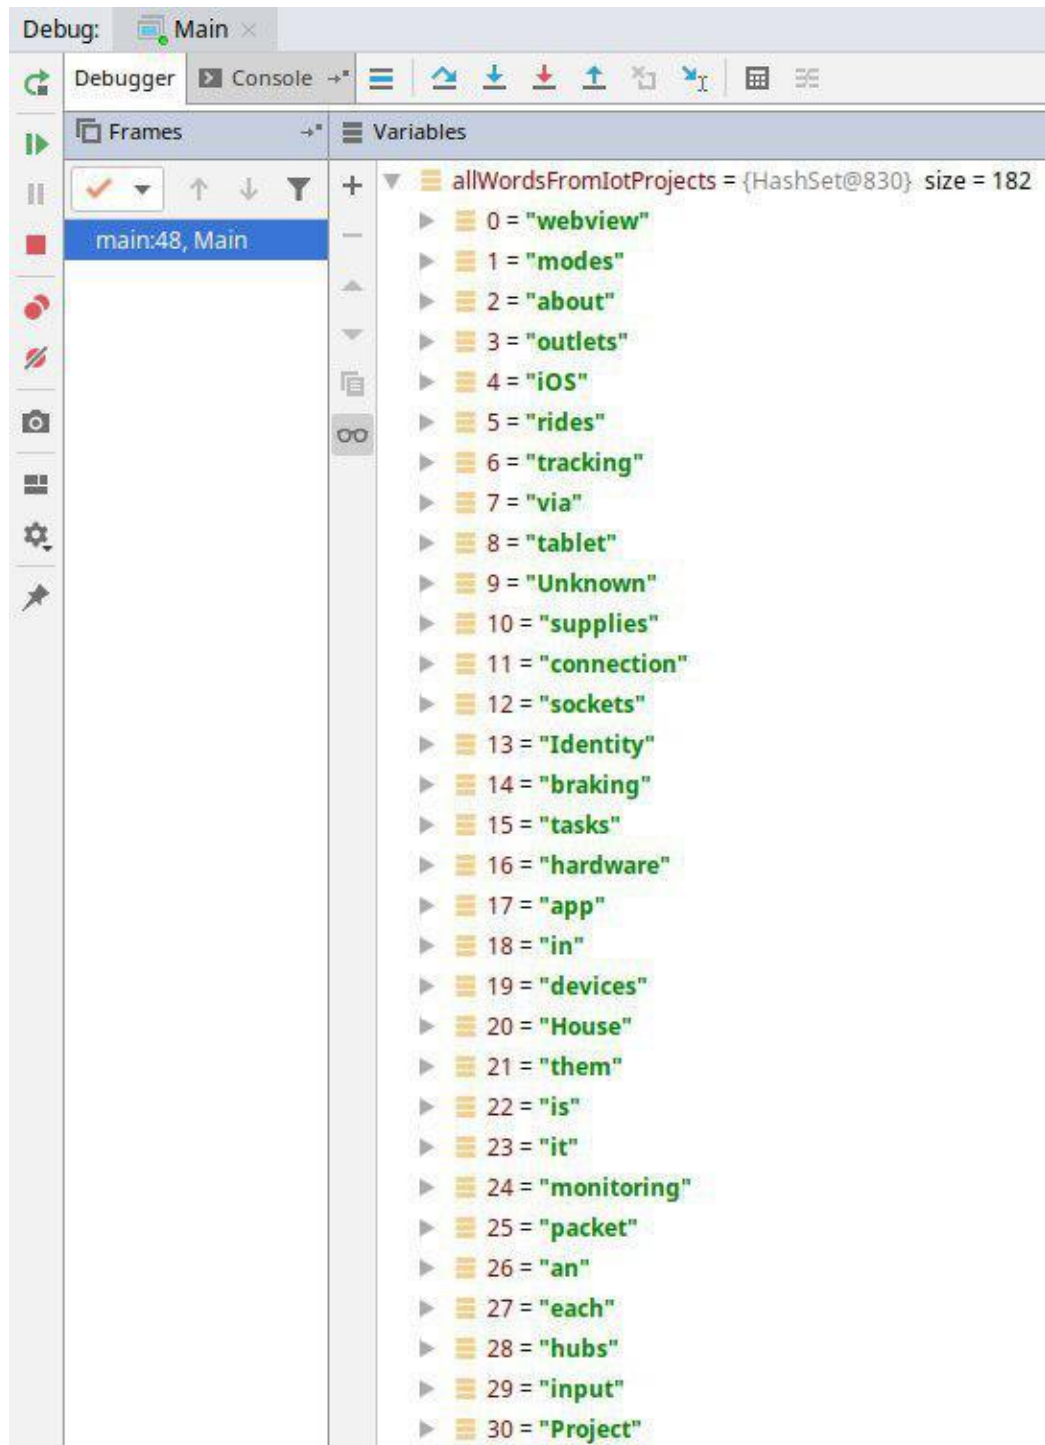 Debug: Main
Debugger Console
Frames
Variables
main:48, Main
allWordsFromIotProjects = {HashSet@830} size = 182
0 = "webview"
1 = "modes"
2 = "about"
3 = "outlets"
4 = "iOS"
5 = "rides"
6 = "tracking"
7 = "via"
8 = "tablet"
9 = "Unknown"
10 = "supplies"
11 = "connection"
12 = "sockets"
13 = "Identity"
14 = "braking"
15 = "tasks"
16 = "hardware"
17 = "app"
18 = "in"
19 = "devices"
20 = "House"
21 = "them"
22 = "is"
23 = "it"
24 = "monitoring"
25 = "packet"
26 = "an"
27 = "each"
28 = "hubs"
29 = "input"
30 = "Project"